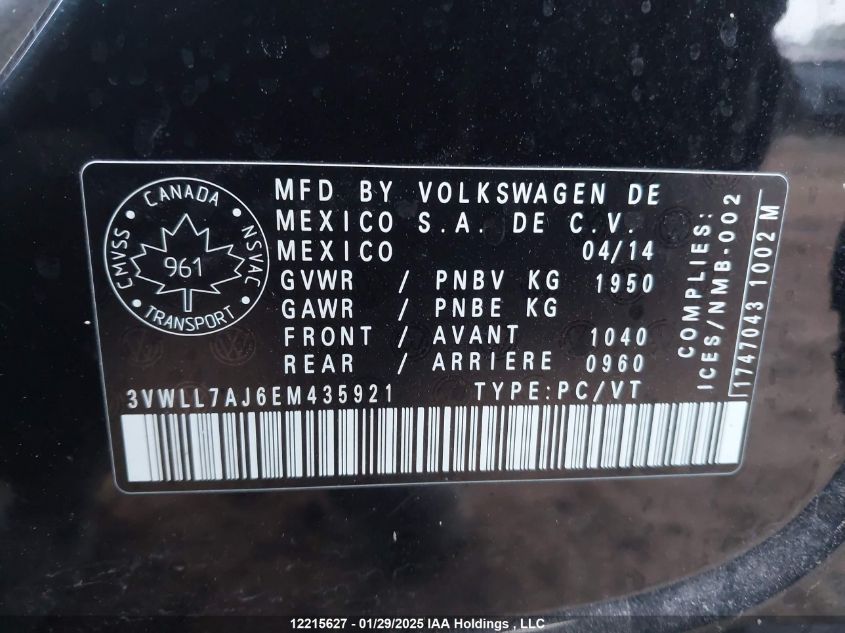 CANADA
CMVSS
NSVAC
961
TRANSPORT
MFD BY VOLKSWAGEN DE
MEXICO S.A. DE C.V.
MEXICO 04/14
GVWR / PNBV KG 1950
GAWR / PNBE KG
FRONT / AVANT 1040
REAR / ARRIERE 0960
3VWLL7AJ6EM435921 TYPE:PC/VT
COMPLIES:
ICES/NMB-002
1747043 1002 M
12215627 - 01/29/2025 IAA Holdings , LLC